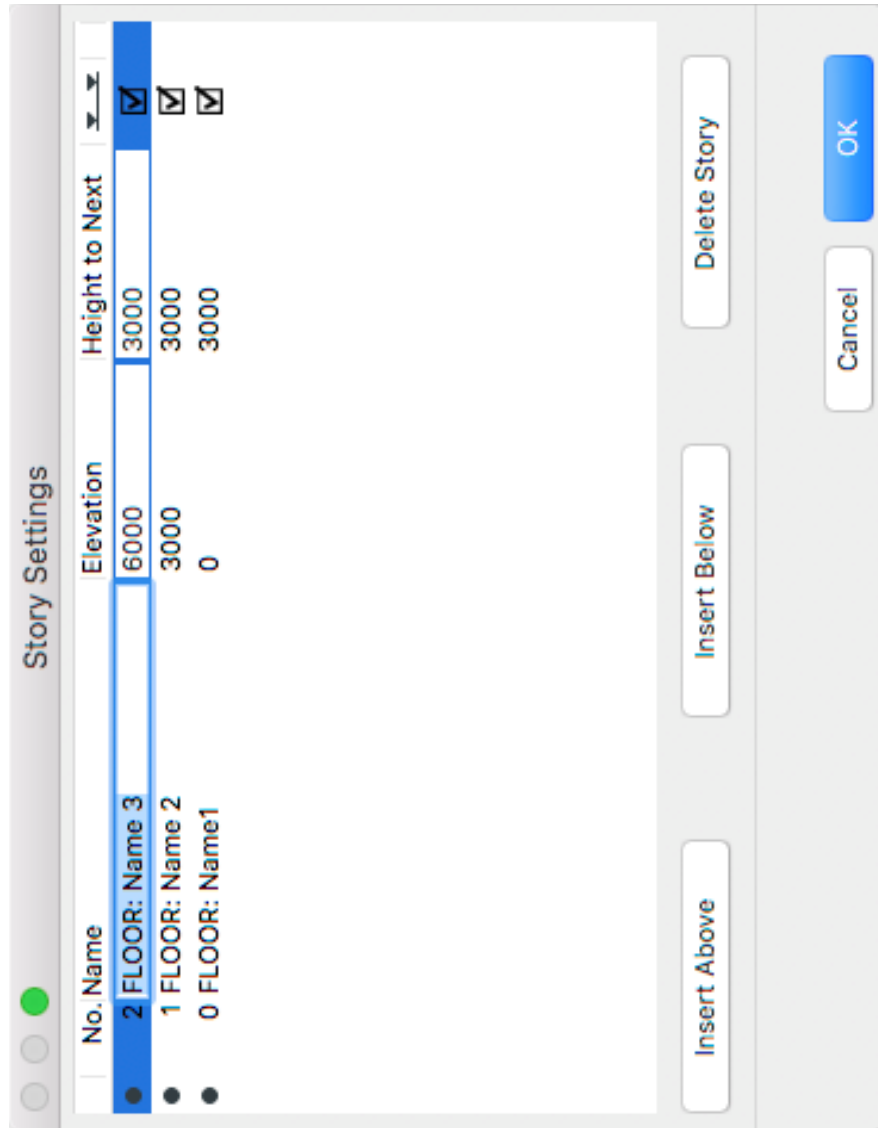 Story Settings
No. Name Elevation Height to Next
2 FLOOR: Name 3 6000 3000
1 FLOOR: Name 2 3000 3000
0 FLOOR: Name1 0 3000
Insert Above Insert Below Delete Story
Cancel OK